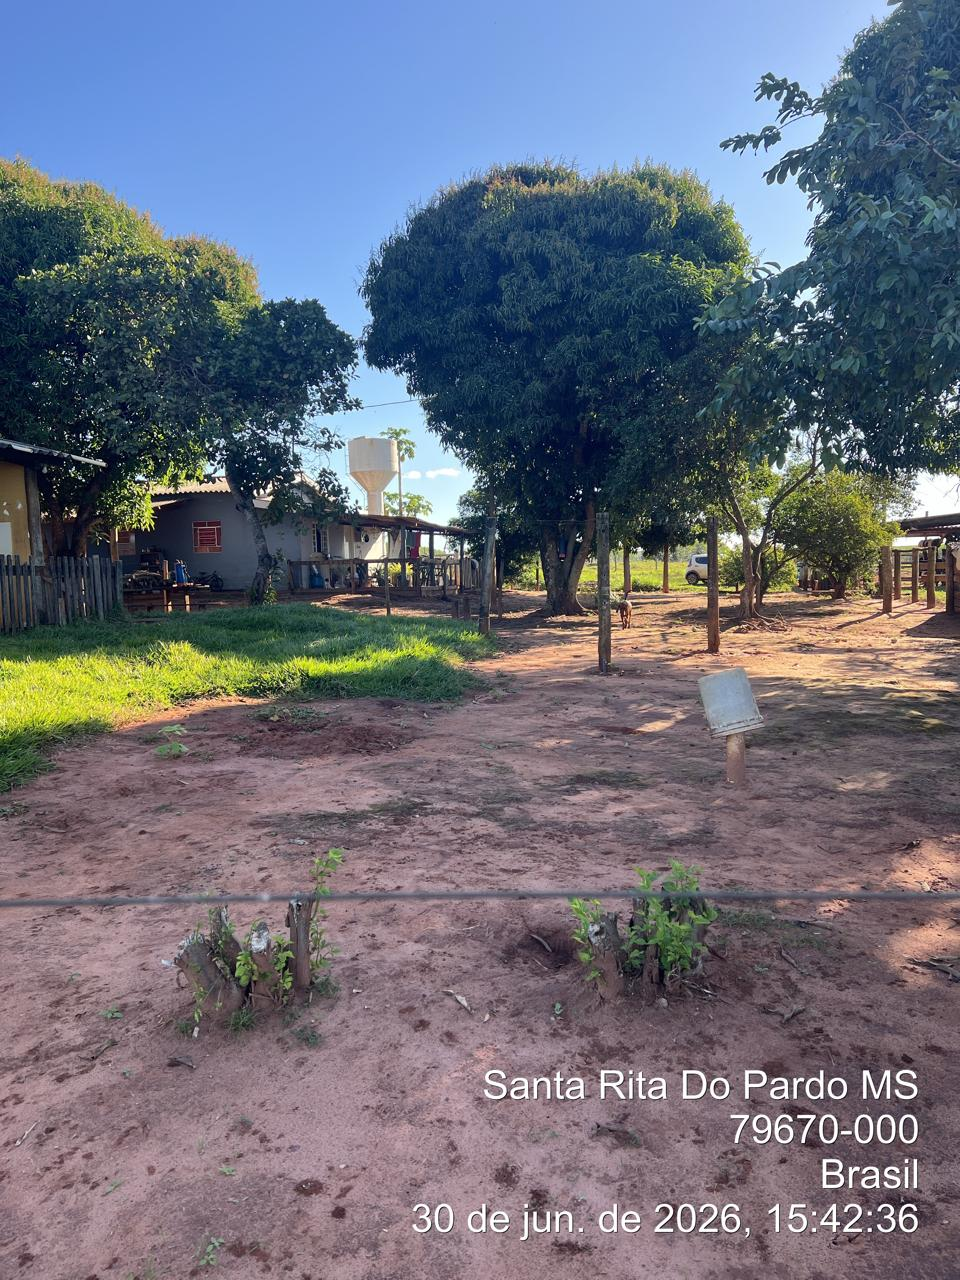 Santa Rita Do Pardo MS
79670-000
Brasil
30 de jun. de 2026, 15:42:36